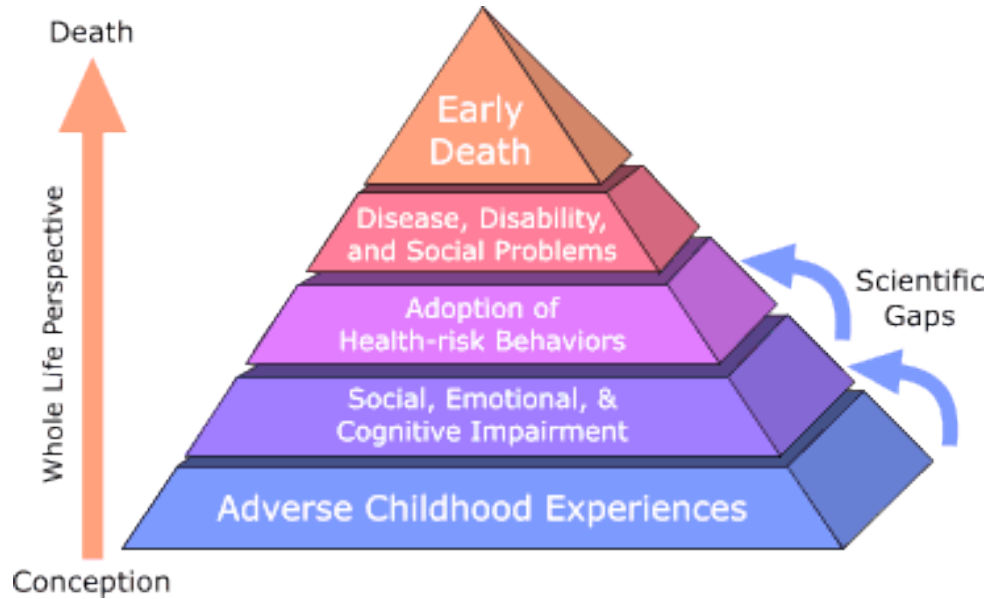 Death
Early
Death
Disease, Disability,
and Social Problems
Adoption of
Health-risk Behaviors
Social, Emotional, &
Cognitive Impairment
Adverse Childhood Experiences
Scientific
Gaps
Whole Life Perspective
Conception